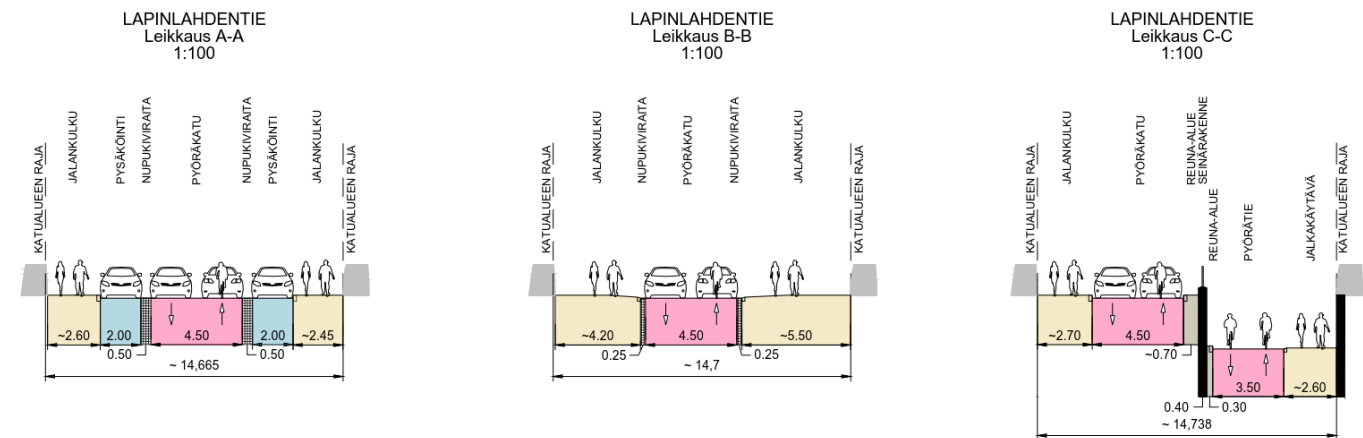 LAPINLAHDENTIE
Leikkaus A-A
1:100
KATUALUEEN RAJA
JALANKULKU
PYSÄKÖINTI
NUPUKIVIRAITA
PYÖRÄKATU
NUPUKIVIRAITA
PYSÄKÖINTI
JALANKULKU
KATUALUEEN RAJA
~2.60
2.00
4.50
2.00
~2.45
0.50
0.50
~ 14,665
LAPINLAHDENTIE
Leikkaus B-B
1:100
KATUALUEEN RAJA
JALANKULKU
NUPUKIVIRAITA
PYÖRÄKATU
NUPUKIVIRAITA
JALANKULKU
KATUALUEEN RAJA
~4.20
4.50
~5.50
0.25
0.25
~ 14,7
LAPINLAHDENTIE
Leikkaus C-C
1:100
KATUALUEEN RAJA
JALANKULKU
PYÖRÄKATU
REUNA-ALUE
SEINÄRAKENNE
REUNA-ALUE
PYÖRÄTIE
JALKAKÄYTÄVÄ
KATUALUEEN RAJA
~2.70
4.50
~0.70
3.50
~2.60
0.40
0.30
~ 14,738